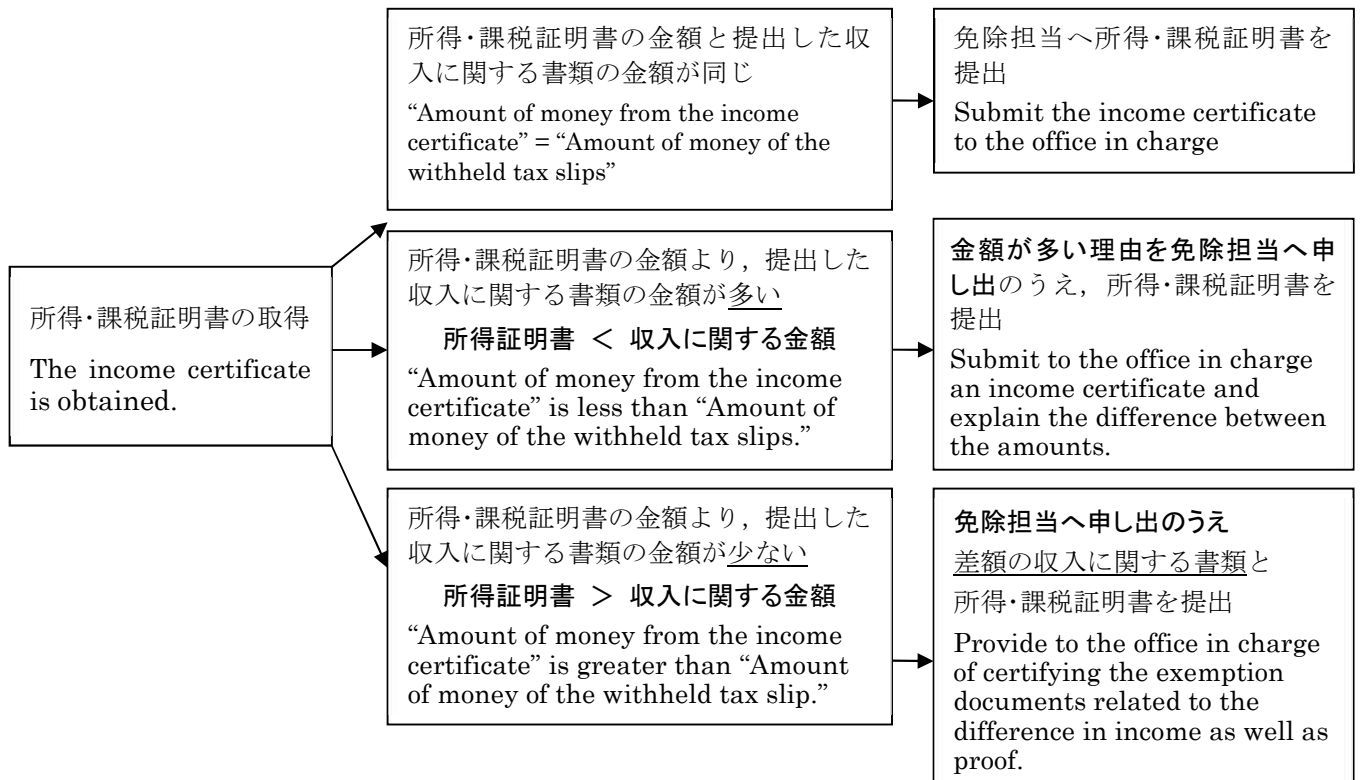 所得・課税証明書の取得
The income certificate
is obtained.
所得・課税証明書の金額と提出した収
入に関する書類の金額が同じ
“Amount of money from the income
certificate” = “Amount of money of the
withheld tax slips”
免除担当へ所得・課税証明書を
提出
Submit the income certificate
to the office in charge
所得・課税証明書の金額より，提出した
収入に関する書類の金額が多い
所得証明書 ＜ 収入に関する金額
“Amount of money from the income
certificate” is less than “Amount of
money of the withheld tax slips.”
金額が多い理由を免除担当へ申
し出のうえ，所得・課税証明書を
提出
Submit to the office in charge
an income certificate and
explain the difference between
the amounts.
所得・課税証明書の金額より，提出した
収入に関する書類の金額が少ない
所得証明書 ＞ 収入に関する金額
“Amount of money from the income
certificate” is greater than “Amount
of money of the withheld tax slip.”
免除担当へ申し出のうえ
差額の収入に関する書類と
所得・課税証明書を提出
Provide to the office in charge
of certifying the exemption
documents related to the
difference in income as well as
proof.